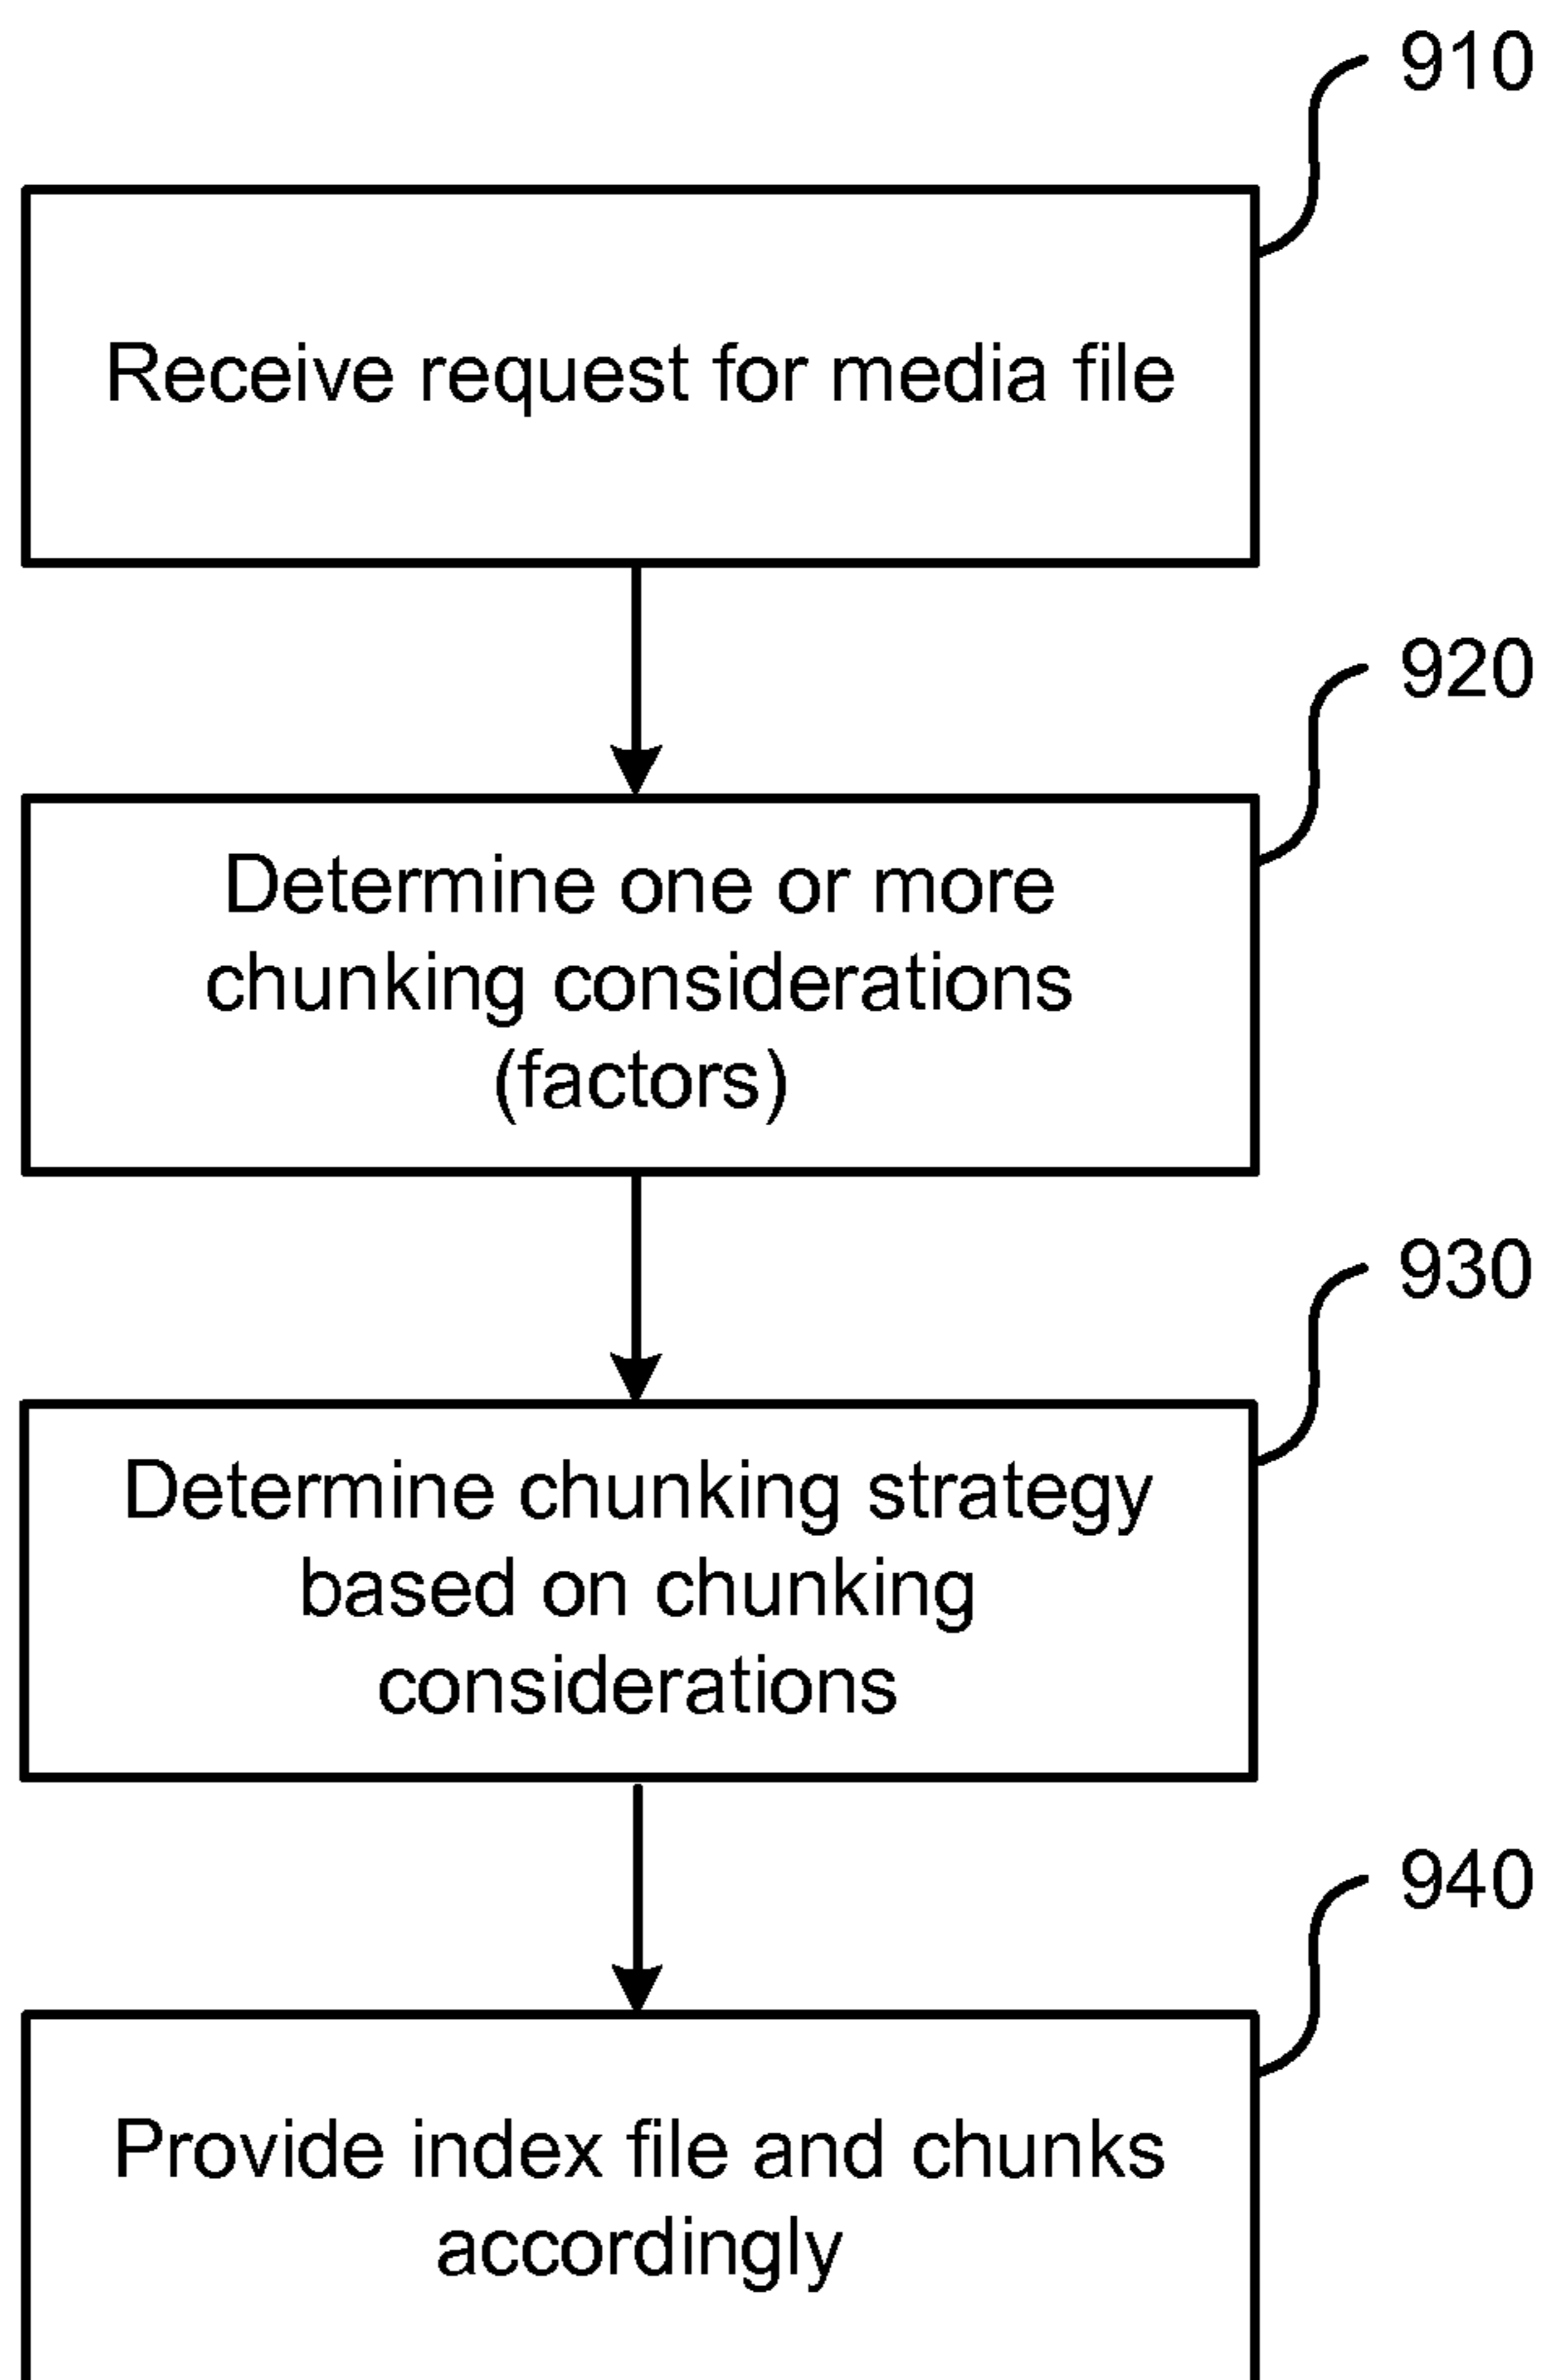 910
Receive request for media file
920
Determine one or more
chunking considerations
(factors)
930
Determine chunking strategy
based on chunking
considerations
940
Provide index file and chunks
accordingly